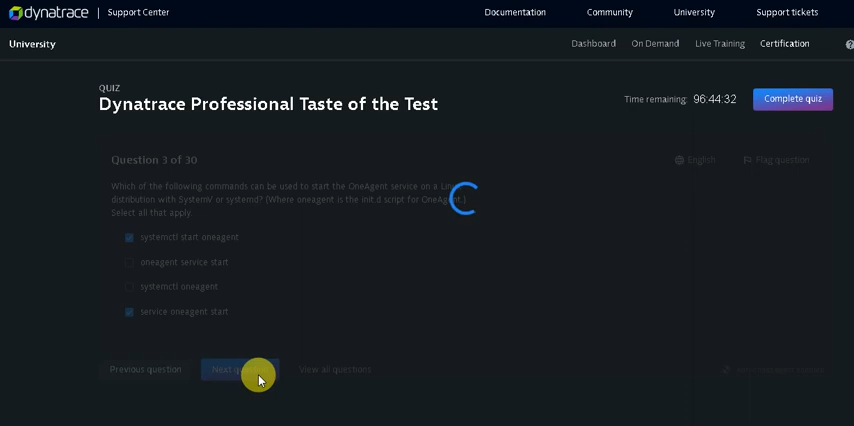 dynatrace | Support Center
Documentation
Community
University
Support tickets
University
Dashboard
On Demand
Live Training
Certification
QUIZ
Dynatrace Professional Taste of the Test
Time remaining: 96:44:32
Complete quiz
Question 3 of 30
English
Flag question
Which of the following commands can be used to start the OneAgent service on a
distribution with SystemV or systemd? (Where oneagent is the init.d script for OneAgent.)
Select all that apply.
systemctl start oneagent
oneagent service start
systemctl oneagent
service oneagent start
Previous question
Next
View all questions